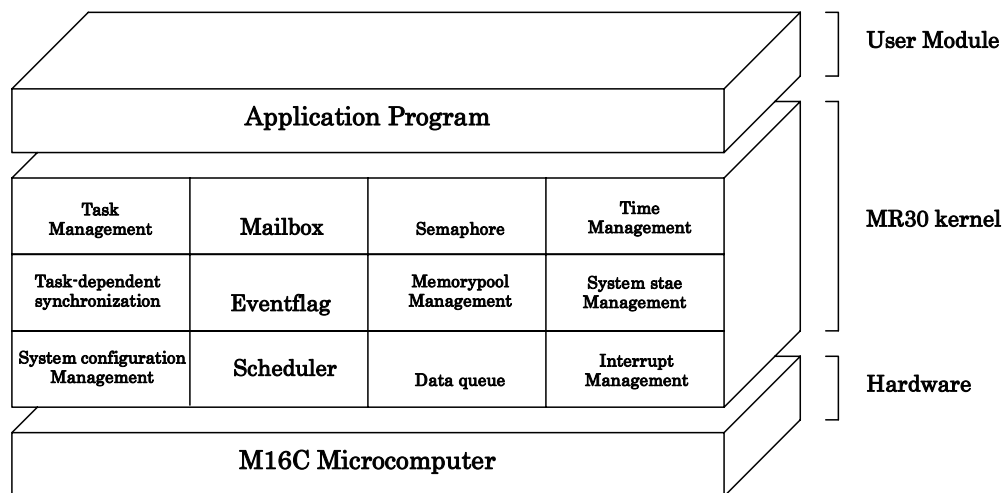 User Module
Application Program
MR30 kernel
Task
Management
Mailbox
Semaphore
Time
Management
Task-dependent
synchronization
Eventflag
Memorypool
Management
System stae
Management
System configuration
Management
Scheduler
Data queue
Interrupt
Management
Hardware
M16C Microcomputer